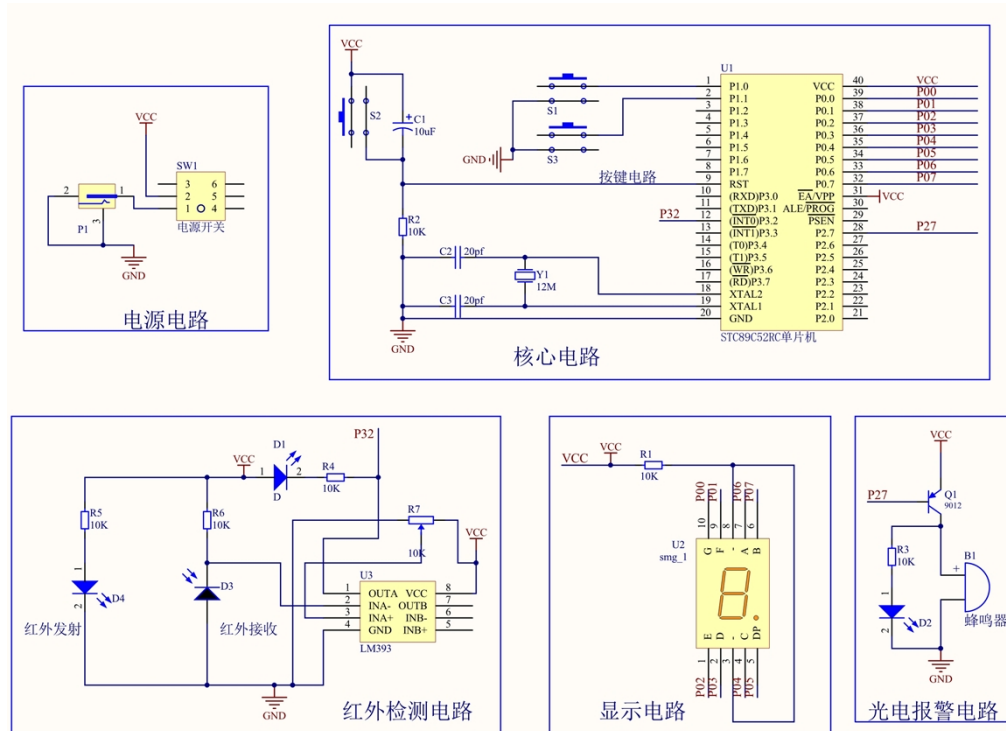 VCC
SW1
3 6
2 5
1 4
2
1
3
P1
电源开关
GND
电源电路
VCC
S2
C1
10uF
S1
S3
GND
按键电路
R2
10K
C2 20pf
C3 20pf
Y1
12M
GND
P32
U1
1 P1.0 VCC 40 VCC
2 P1.1 P0.0 39 P00
3 P1.2 P0.1 38 P01
4 P1.3 P0.2 37 P02
5 P1.4 P0.3 36 P03
6 P1.5 P0.4 35 P04
7 P1.6 P0.5 34 P05
8 P1.7 P0.6 33 P06
9 RST P0.7 32 P07
10 (RXD)P3.0 EA/VPP 31 VCC
11 (TXD)P3.1 ALE/PROG 30
12 (INT0)P3.2 PSEN 29
13 (INT1)P3.3 P2.7 28 P27
14 (T0)P3.4 P2.6 27
15 (T1)P3.5 P2.5 26
16 (WR)P3.6 P2.4 25
17 (RD)P3.7 P2.3 24
18 XTAL2 P2.2 23
19 XTAL1 P2.1 22
20 GND P2.0 21
STC89C52RC单片机
核心电路
P32
VCC
D1
1 2
D
R4
10K
R5
10K
R6
10K
R7
10K
VCC
1
2
D4
D3
红外发射
红外接收
U3
1 OUTA VCC 8
2 INA- OUTB 7
3 INA+ INB- 6
4 GND INB+ 5
LM393
GND
红外检测电路
VCC
VCC
R1
10K
P00 P01 P06 P07
10 9 8 7 6
G F - A B
U2
smg_1
E D - C DP
1 2 3 4 5
P02 P03 P04 P05
显示电路
VCC
P27
Q1
9012
R3
10K
B1
+
1
2
D2
蜂鸣器
GND
光电报警电路